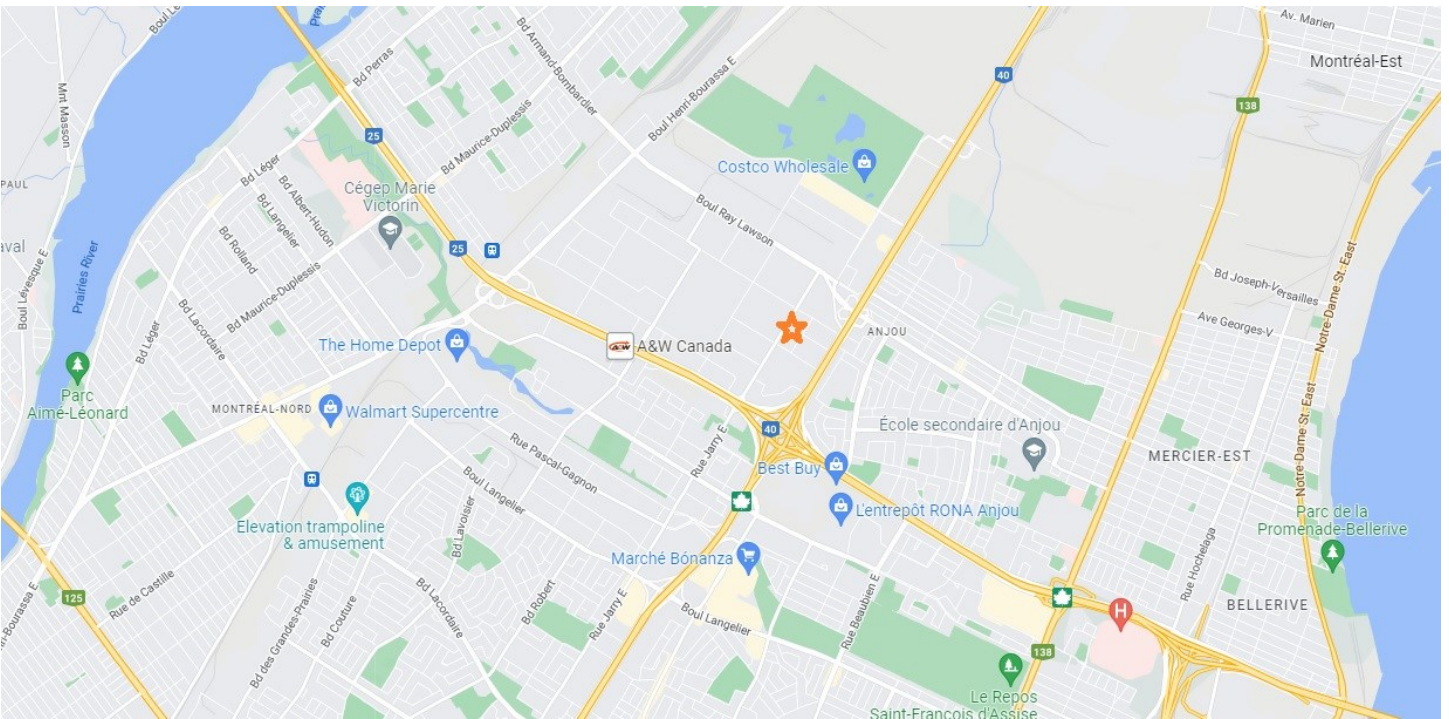 Av. Marien
Montréal-Est
Boul Le
Pra
Bd Perras
Bd Armand-Bombardier
Boul Henri-Bourassa E
40
138
Mnt Masson
25
Bd Maurice-Duplessis
Costco Wholesale
Bd Léger
PAUL
Cégep Marie
Victorin
Bd Albert-Hudon
Bd Langelier
Bd Rolland
Boul Ray Lawson
aval
25
Prairies River
Boul Lévesque E
Bd Maurice-Duplessis
Bd Joseph-Versailles
Notre-Dame St. East
Bd Lacordaire
Bd Léger
Ave Georges-V
The Home Depot
A&W
A&W Canada
ANJOU
Parc
Aimé-Léonard
MONTRÉAL-NORD
Walmart Supercentre
Rue Jarry E
40
École secondaire d'Anjou
Notre-Dame St. East
Rue Pascal-Gagnon
MERCIER-EST
Best Buy
Boul Langelier
L'entrepôt RONA Anjou
Elevation trampoline
& amusement
Bd Lavoisier
Parc de la
Promenade-Bellerive
Marché Bónanza
Rue Hochelaga
Rue de Castille
125
-Bourassa E
Bd des Grandes-Prairies
Bd Couture
Bd Lacordaire
Bd Robert
Rue Jarry E
Boul Langelier
Rue Beaubien E
H
BELLERIVE
138
Le Repos
Saint-François d'Assise